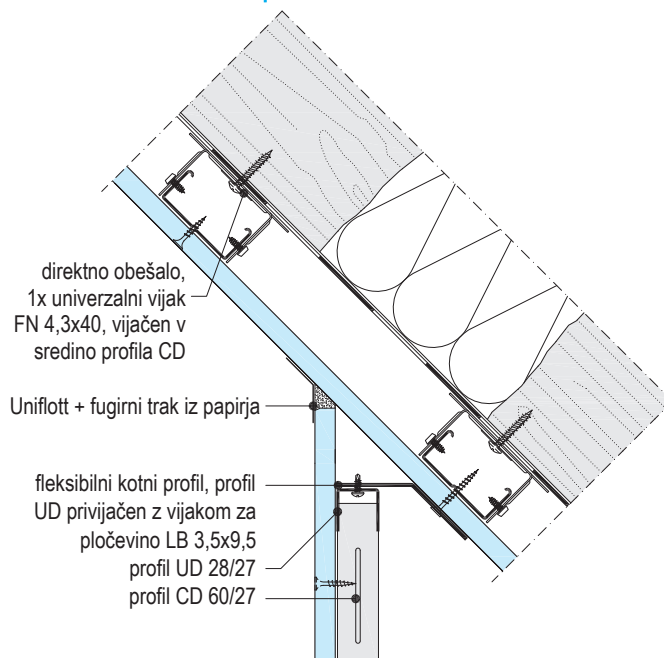 direktno obešalo,
1x univerzalni vijak
FN 4,3x40, vijačen v
sredino profila CD
Uniflott + fugirni trak iz papirja
fleksibilni kotni profil, profil
UD privijačen z vijakom za
pločevino LB 3,5x9,5
profil UD 28/27
profil CD 60/27